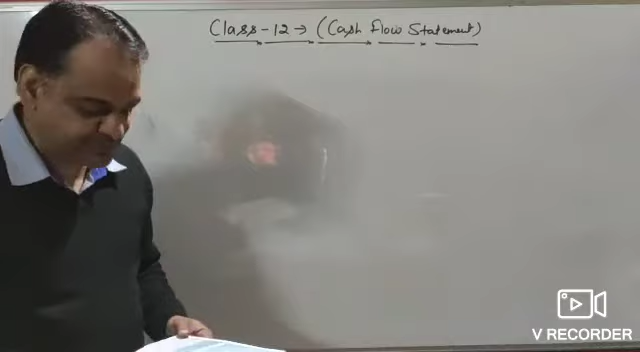 Class-12 → (Cash Flow Statement)
V RECORDER